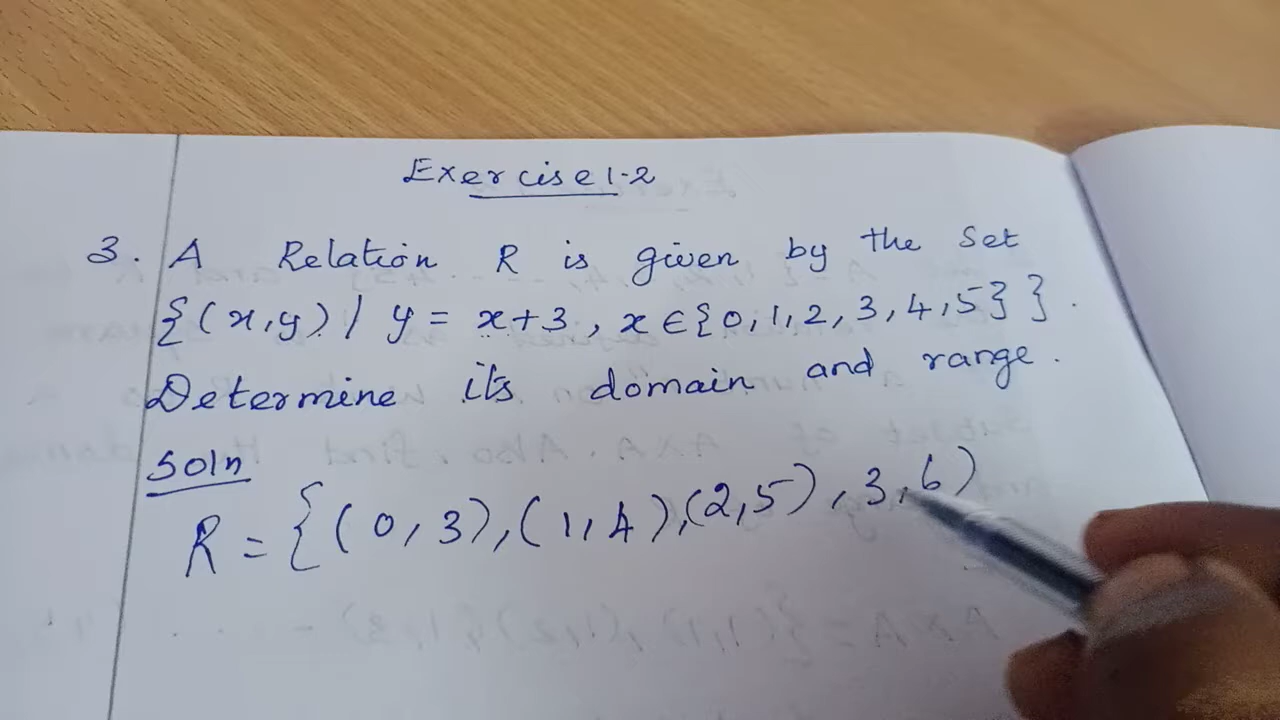 Exercise 1.2
3. A Relation R is given by the Set
{(x,y) / y = x+3, x ∈ {0,1,2,3,4,5} }.
Determine its domain and range.
Soln
R = { (0,3), (1,4), (2,5), 3,6)